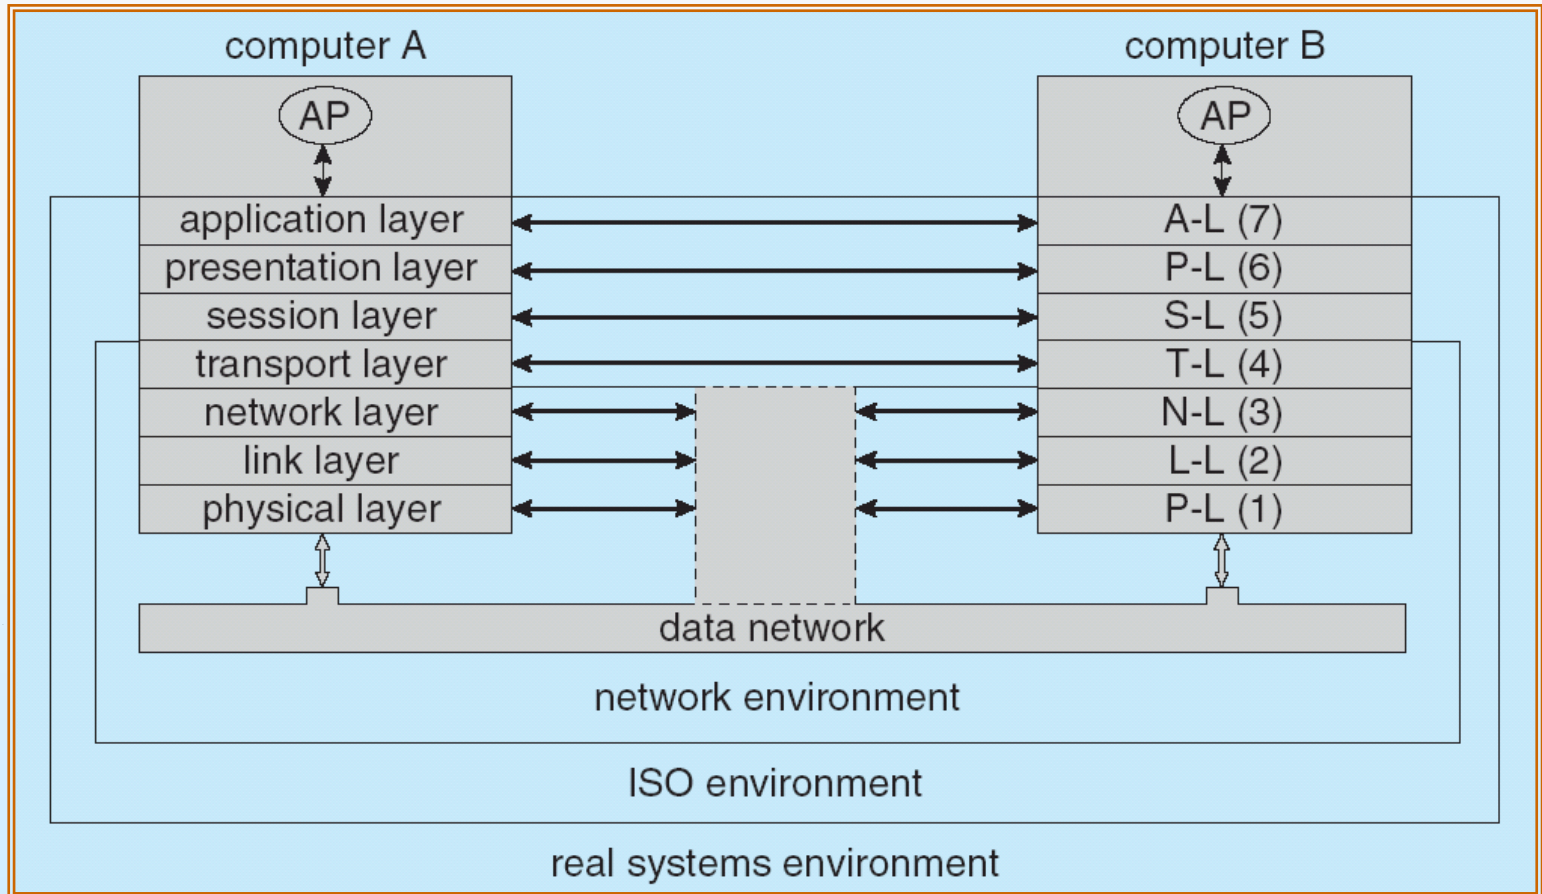 computer A
computer B
AP
AP
application layer
A-L (7)
presentation layer
P-L (6)
session layer
S-L (5)
transport layer
T-L (4)
network layer
N-L (3)
link layer
L-L (2)
physical layer
P-L (1)
data network
network environment
ISO environment
real systems environment